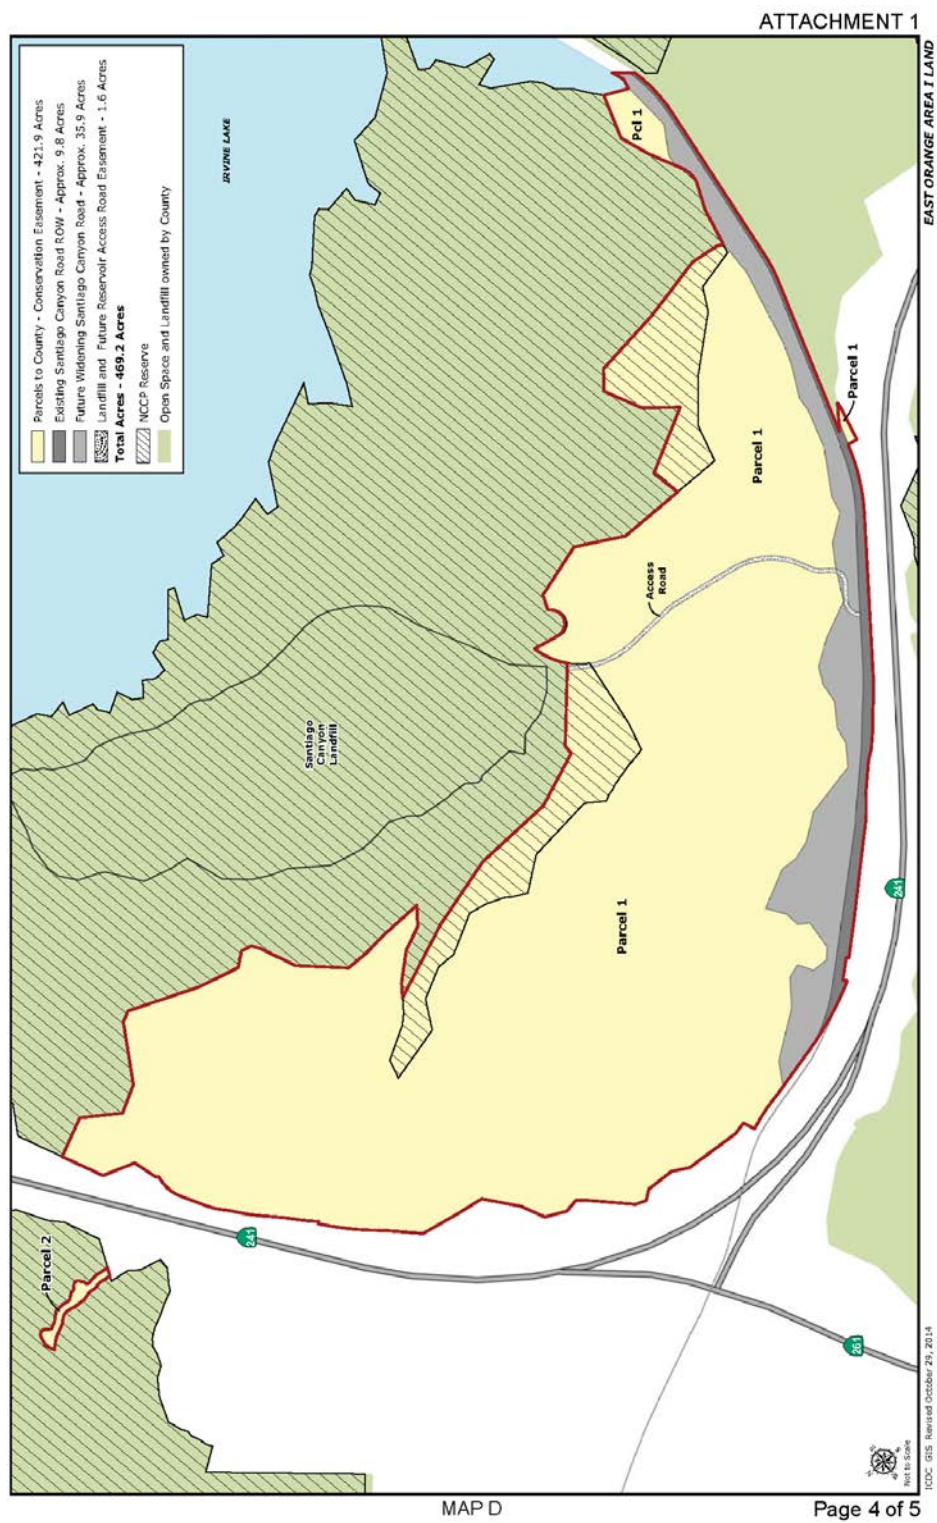 ATTACHMENT 1
EAST ORANGE AREA I LAND
Parcels to County - Conservation Easement - 421.9 Acres
Existing Santiago Canyon Road ROW - Approx. 9.8 Acres
Future Widening Santiago Canyon Road - Approx. 35.9 Acres
Landfill and Future Reservoir Access Road Easement - 1.6 Acres
Total Acres - 469.2 Acres
NCCP Reserve
Open Space and Landfill owned by County
IRVINE LAKE
Pcl 1
Parcel 1
Parcel 1
Access
Road
Santiago
Canyon
Landfill
Parcel 1
241
241
Parcel 2
261
Not to Scale
ICDC GIS Revised October 29, 2014
MAP D
Page 4 of 5